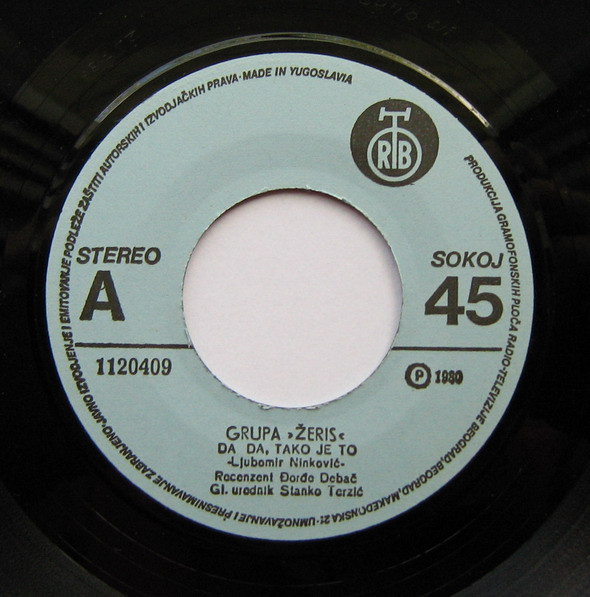 PRODUKCIJA GRAMOFONSKIH PLOČA RADIO-TELEVIZIJE BEOGRAD, BEOGRAD, MAKEDONSKA 21 · UMNOŽAVANJE I PRESNIMAVANJE ZABRANJENO · JAVNO IZVODJENJE I EMITOVANJE PODLEŽE ZAŠTITI AUTORSKIH I IZVODJAČKIH PRAVA · MADE IN YUGOSLAVIA
RTB
STEREO
A
SOKOJ
45
1120409
Ⓟ 1980
GRUPA »ŽERIS«
DA DA, TAKO JE TO
-Ljubomir Ninković-
Recenzent Đorđe Debač
Gl. urednik Stanko Terzić